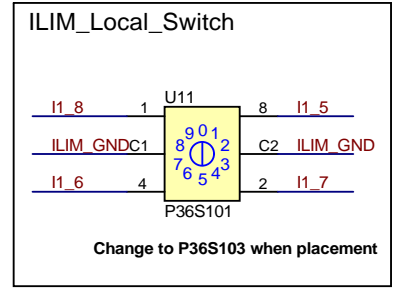 ILIM_Local_Switch
U11
I1_8 1 8 I1_5
9 0 1
8 2
ILIM_GND C1 C2 ILIM_GND
7 3
6 5 4
I1_6 4 2 I1_7
P36S101
Change to P36S103 when placement